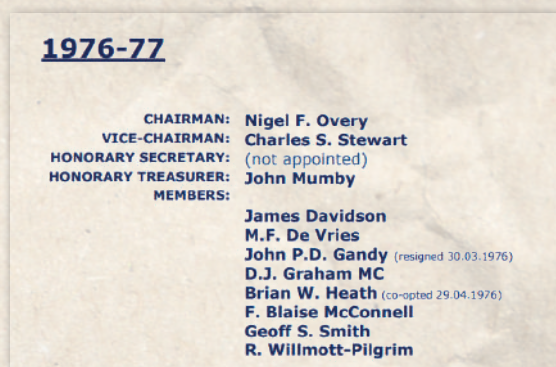 1976-77
CHAIRMAN: Nigel F. Overy
VICE-CHAIRMAN: Charles S. Stewart
HONORARY SECRETARY: (not appointed)
HONORARY TREASURER: John Mumby
MEMBERS:
James Davidson
M.F. De Vries
John P.D. Gandy (resigned 30.03.1976)
D.J. Graham MC
Brian W. Heath (co-opted 29.04.1976)
F. Blaise McConnell
Geoff S. Smith
R. Willmott-Pilgrim